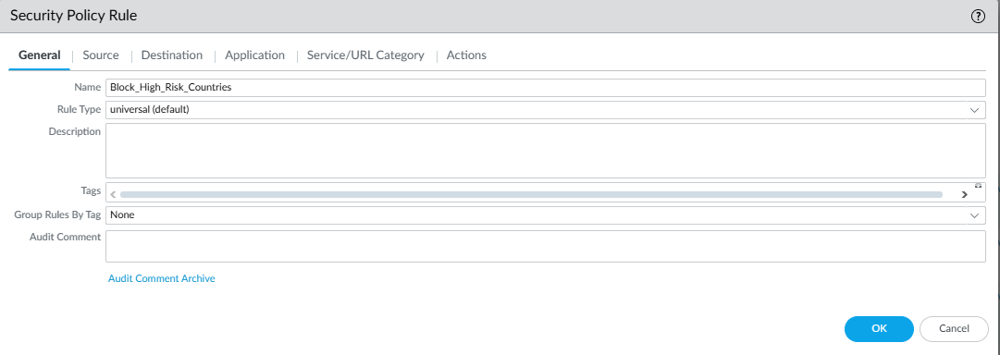 Security Policy Rule
General Source Destination Application Service/URL Category Actions
Name Block_High_Risk_Countries
Rule Type universal (default)
Description
Tags
Group Rules By Tag None
Audit Comment
Audit Comment Archive
OK Cancel